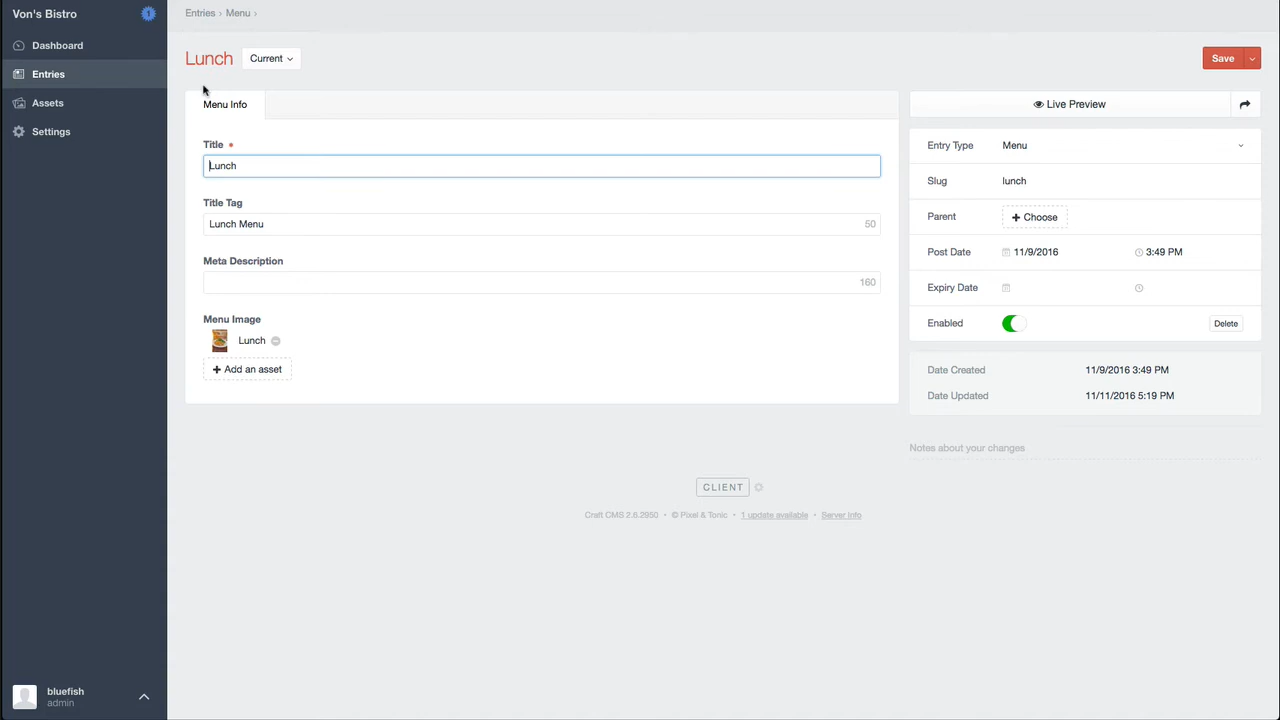 Von's Bistro
1
Entries › Menu ›
Dashboard
Entries
Assets
Settings
Lunch
Current
Save
Menu Info
Live Preview
Title
Lunch
Title Tag
Lunch Menu
50
Meta Description
160
Menu Image
Lunch
+ Add an asset
Entry Type
Menu
Slug
lunch
Parent
+ Choose
Post Date
11/9/2016
3:49 PM
Expiry Date
Enabled
Delete
Date Created
11/9/2016 3:49 PM
Date Updated
11/11/2016 5:19 PM
Notes about your changes
CLIENT
Craft CMS 2.6.2950 • © Pixel & Tonic • 1 update available • Server Info
bluefish
admin